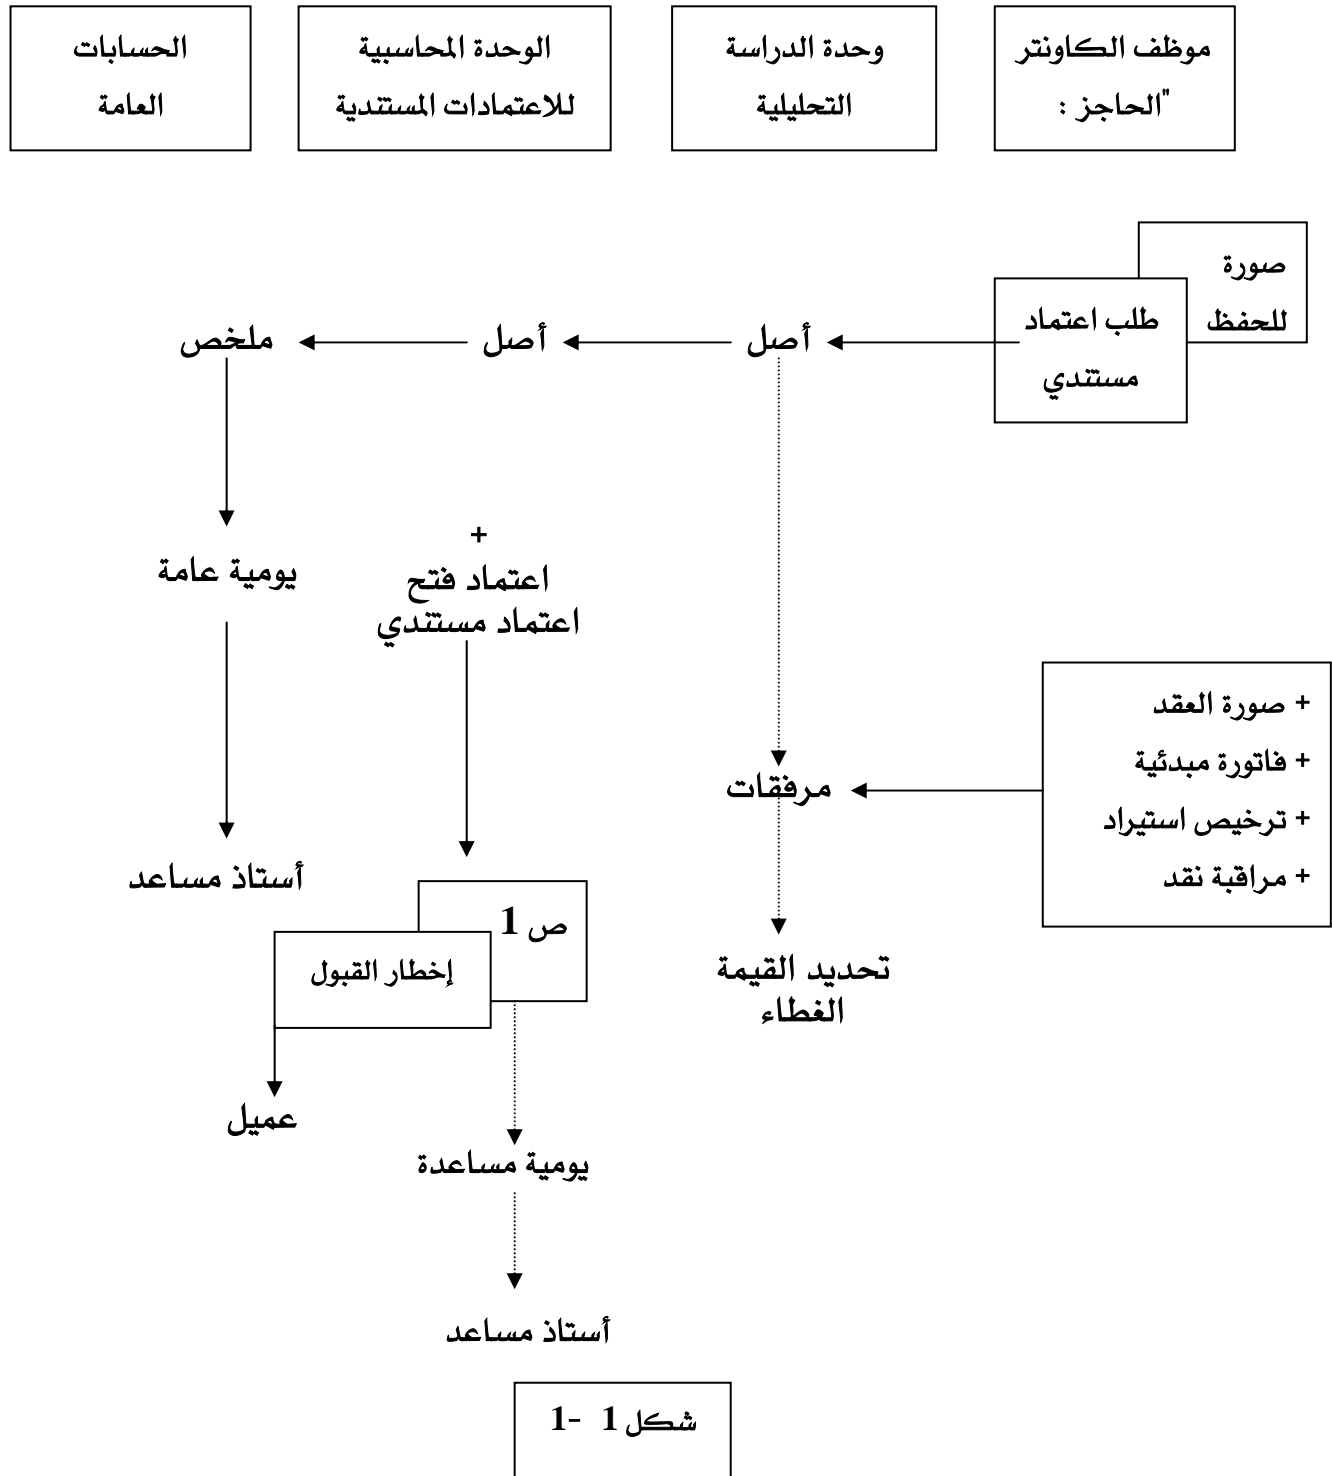 موظف الكاونتر
"الحاجز :
وحدة الدراسة
التحليلية
الوحدة المحاسبية
للاعتمادات المستندية
الحسابات
العامة
صورة
للحفظ
طلب اعتماد
مستندي
أصل
أصل
ملخص
+
اعتماد فتح
اعتماد مستندي
يومية عامة
+ صورة العقد
+ فاتورة مبدئية
+ ترخيص استيراد
+ مراقبة نقد
مرفقات
أستاذ مساعد
ص 1
إخطار القبول
تحديد القيمة
الغطاء
عميل
يومية مساعدة
أستاذ مساعد
شكل 1 -1